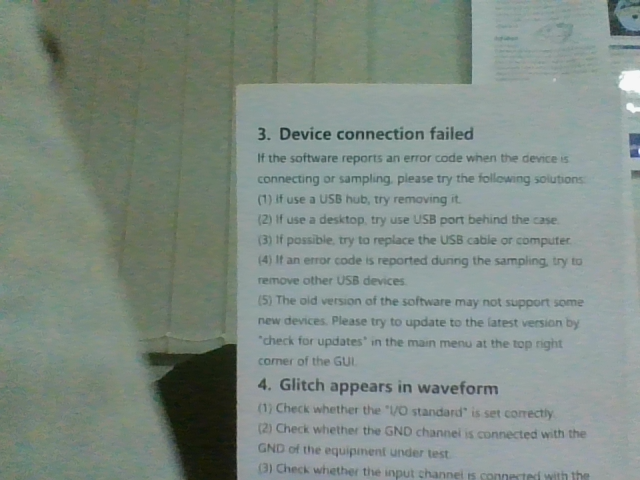 3. Device connection failed
If the software reports an error code when the device is
connecting or sampling, please try the following solutions:
(1) If use a USB hub, try removing it.
(2) If use a desktop, try use USB port behind the case.
(3) If possible, try to replace the USB cable or computer.
(4) If an error code is reported during the sampling, try to
remove other USB devices.
(5) The old version of the software may not support some
new devices. Please try to update to the latest version by
"check for updates" in the main menu at the top right
corner of the GUI.
4. Glitch appears in waveform
(1) Check whether the "I/O standard" is set correctly.
(2) Check whether the GND channel is connected with the
GND of the equipment under test.
(3) Check whether the input channel is connected with the